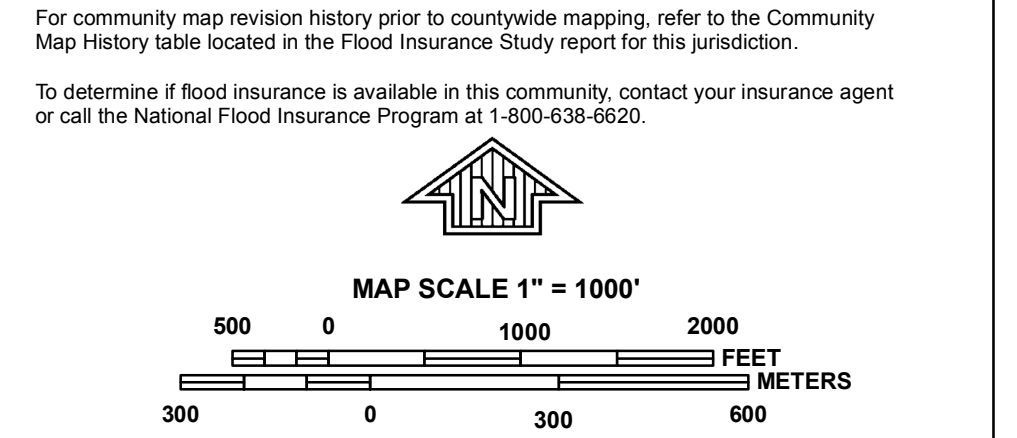 For community map revision history prior to countywide mapping, refer to the Community
Map History table located in the Flood Insurance Study report for this jurisdiction.
To determine if flood insurance is available in this community, contact your insurance agent
or call the National Flood Insurance Program at 1-800-638-6620.
N
MAP SCALE 1" = 1000'
500 0 1000 2000
FEET
METERS
300 0 300 600